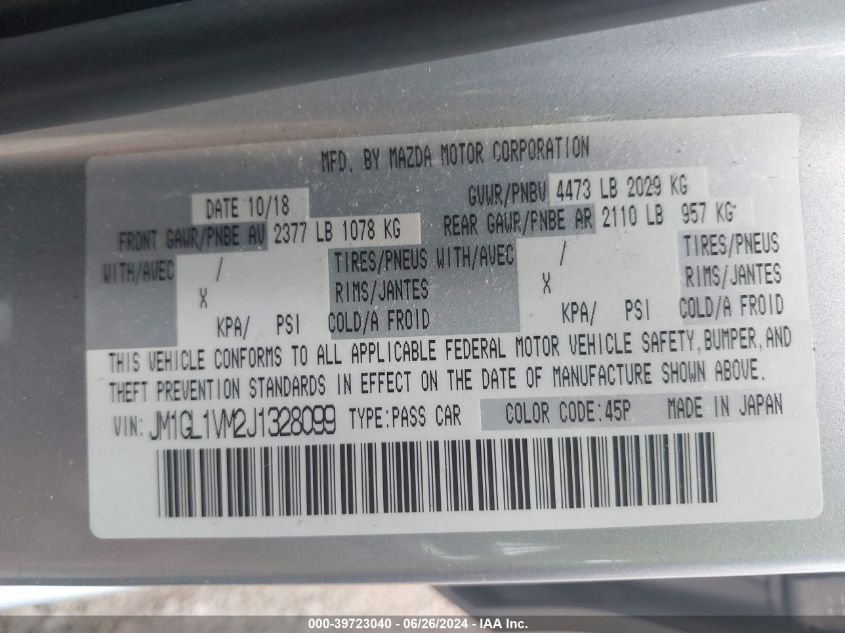 MFD. BY MAZDA MOTOR CORPORATION
DATE 10/18 GVWR/PNBV 4473 LB 2029 KG
FRONT GAWR/PNBE AV 2377 LB 1078 KG REAR GAWR/PNBE AR 2110 LB 957 KG
WITH/AVEC / TIRES/PNEUS WITH/AVEC / TIRES/PNEUS
X RIMS/JANTES X RIMS/JANTES
KPA/ PSI COLD/A FROID KPA/ PSI COLD/A FROID
THIS VEHICLE CONFORMS TO ALL APPLICABLE FEDERAL MOTOR VEHICLE SAFETY, BUMPER, AND
THEFT PREVENTION STANDARDS IN EFFECT ON THE DATE OF MANUFACTURE SHOWN ABOVE.
VIN: JM1GL1VM2J1328099 TYPE:PASS CAR COLOR CODE:45P MADE IN JAPAN
000-39723040 / 06/26/2024 - IAA Inc.